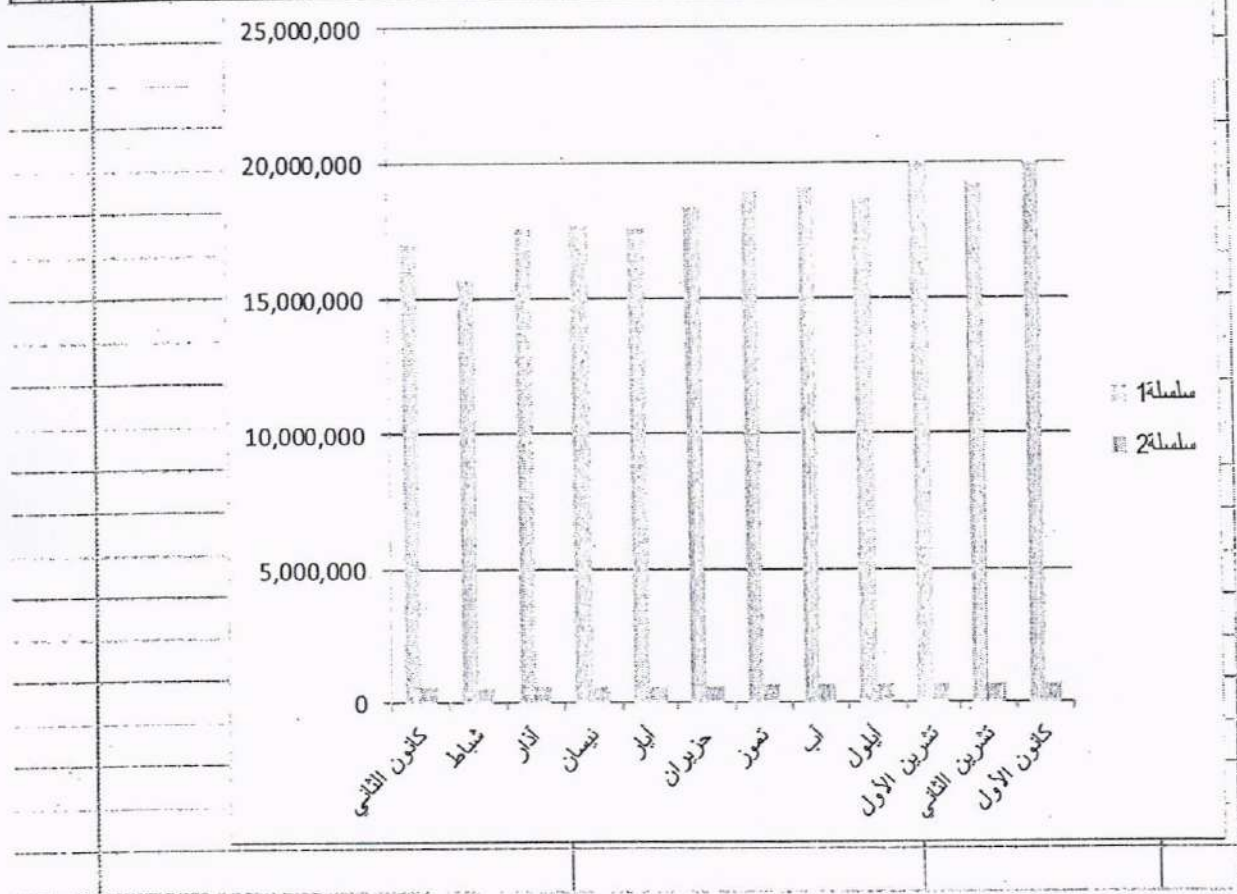 25,000,000
20,000,000
15,000,000
10,000,000
5,000,000
0
كانون الثاني
شباط
آذار
نيسان
أيار
حزيران
تموز
آب
أيلول
تشرين الأول
تشرين الثاني
كانون الأول
سلسلة1
سلسلة2